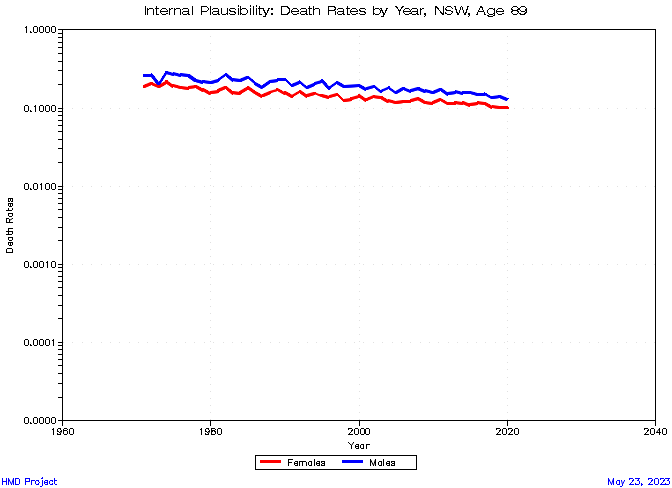 Internal Plausibility: Death Rates by Year, NSW, Age 89
1.0000
0.1000
0.0100
0.0010
0.0001
0.0000
Death Rates
1960
1980
2000
2020
2040
Year
Females
Males
HMD Project
May 23, 2023